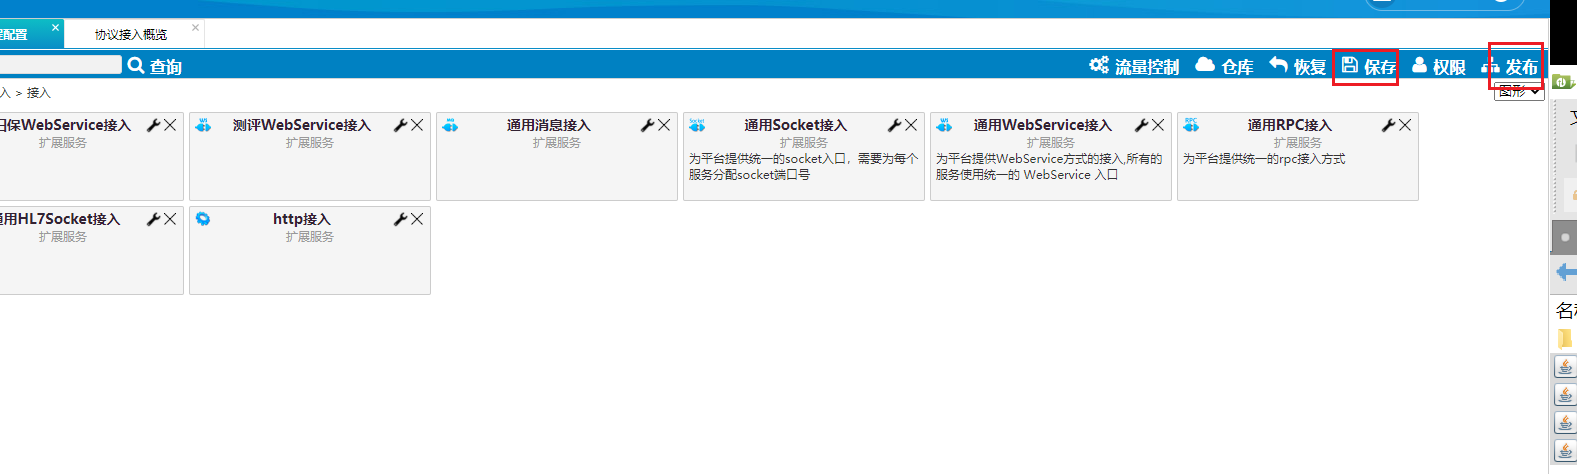 配置 协议接入概览
查询 流量控制 仓库 恢复 保存 权限 发布
入 > 接入 图形
保WebService接入
扩展服务
测评WebService接入
扩展服务
通用消息接入
扩展服务
通用Socket接入
扩展服务
为平台提供统一的socket入口，需要为每个
服务分配socket端口号
通用WebService接入
扩展服务
为平台提供WebService方式的接入,所有的
服务使用统一的 WebService 入口
通用RPC接入
扩展服务
为平台提供统一的rpc接入方式
通用HL7Socket接入
扩展服务
http接入
扩展服务